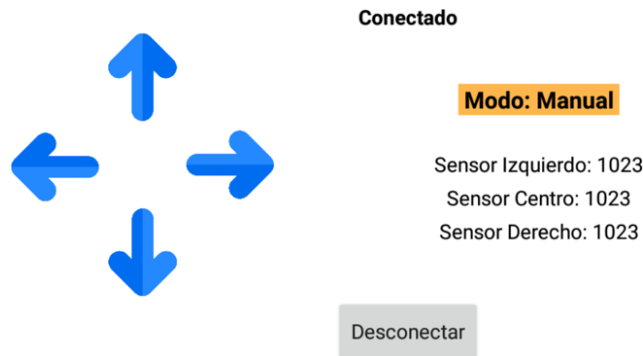 Conectado
Modo: Manual
Sensor Izquierdo: 1023
Sensor Centro: 1023
Sensor Derecho: 1023
Desconectar